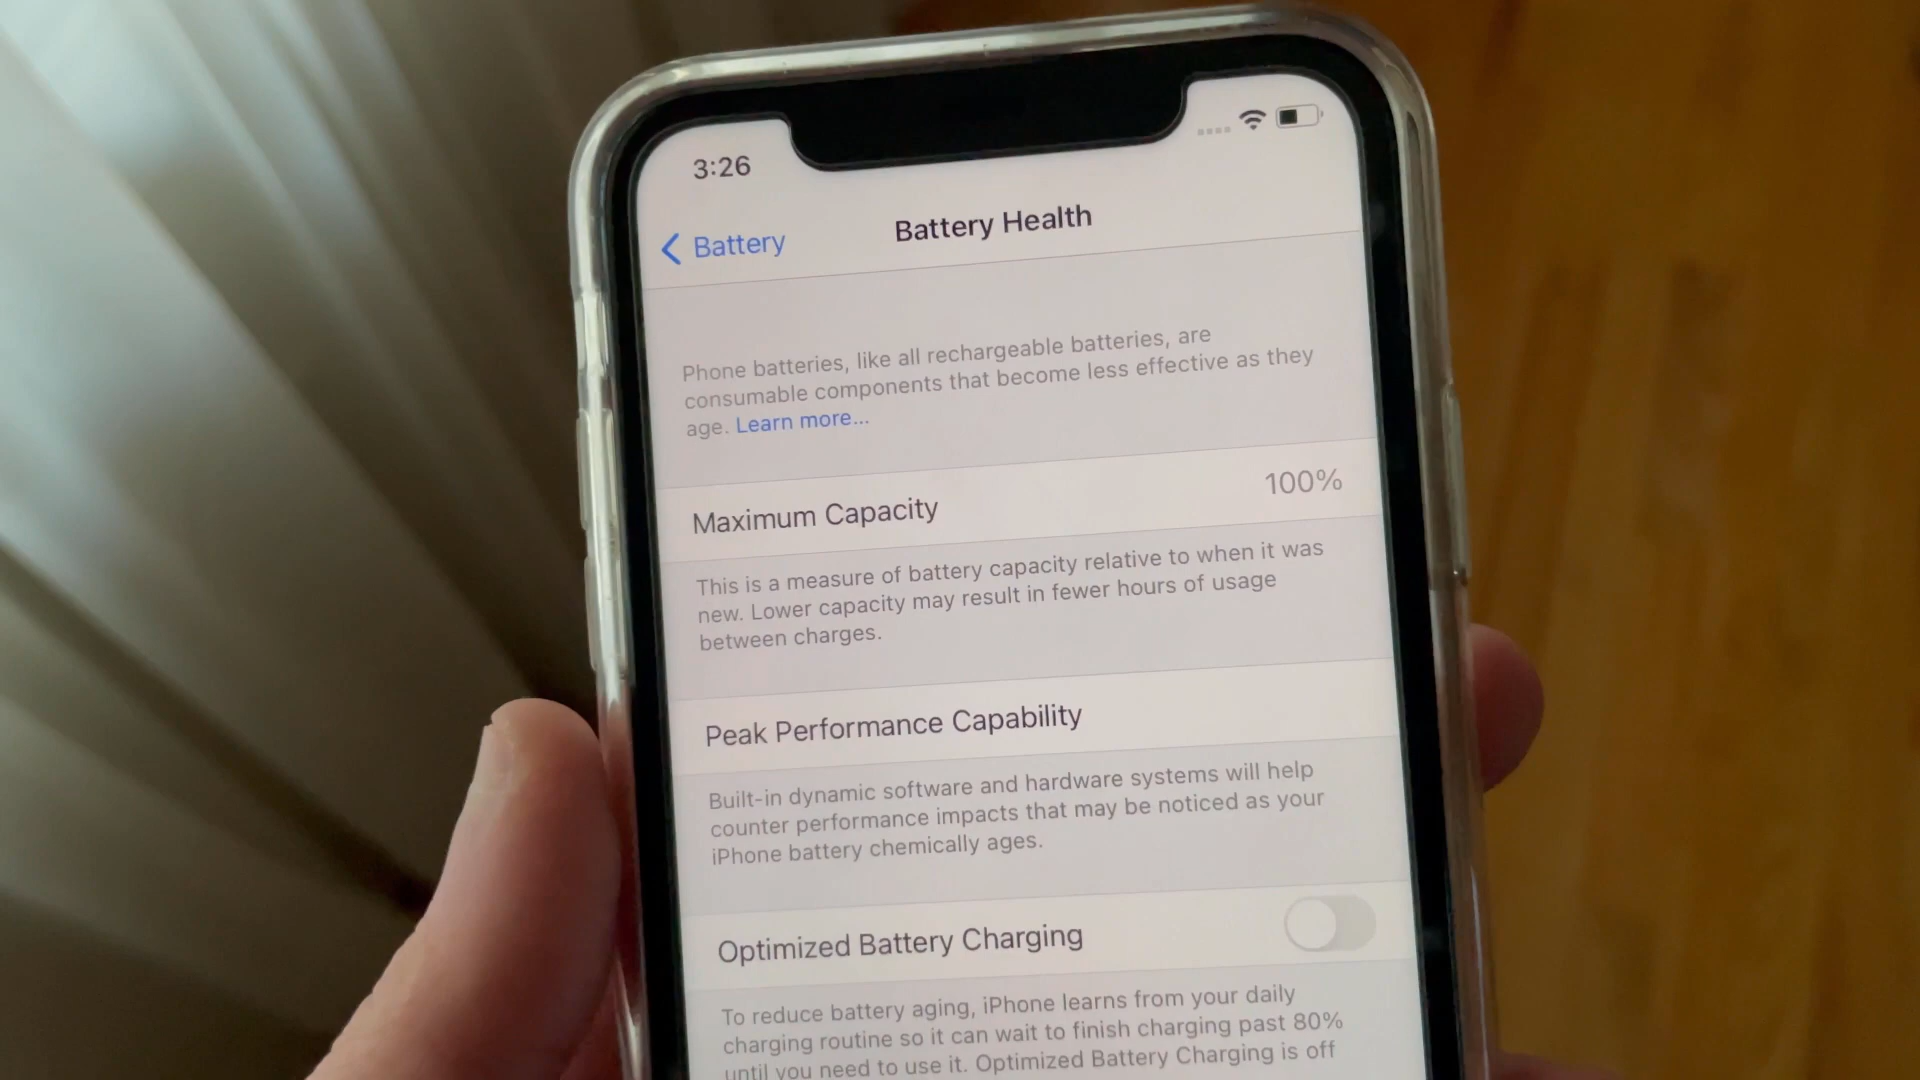 3:26
Battery
Battery Health
Phone batteries, like all rechargeable batteries, are
consumable components that become less effective as they
age. Learn more...
Maximum Capacity 100%
This is a measure of battery capacity relative to when it was
new. Lower capacity may result in fewer hours of usage
between charges.
Peak Performance Capability
Built-in dynamic software and hardware systems will help
counter performance impacts that may be noticed as your
iPhone battery chemically ages.
Optimized Battery Charging
To reduce battery aging, iPhone learns from your daily
charging routine so it can wait to finish charging past 80%
until you need to use it. Optimized Battery Charging is off